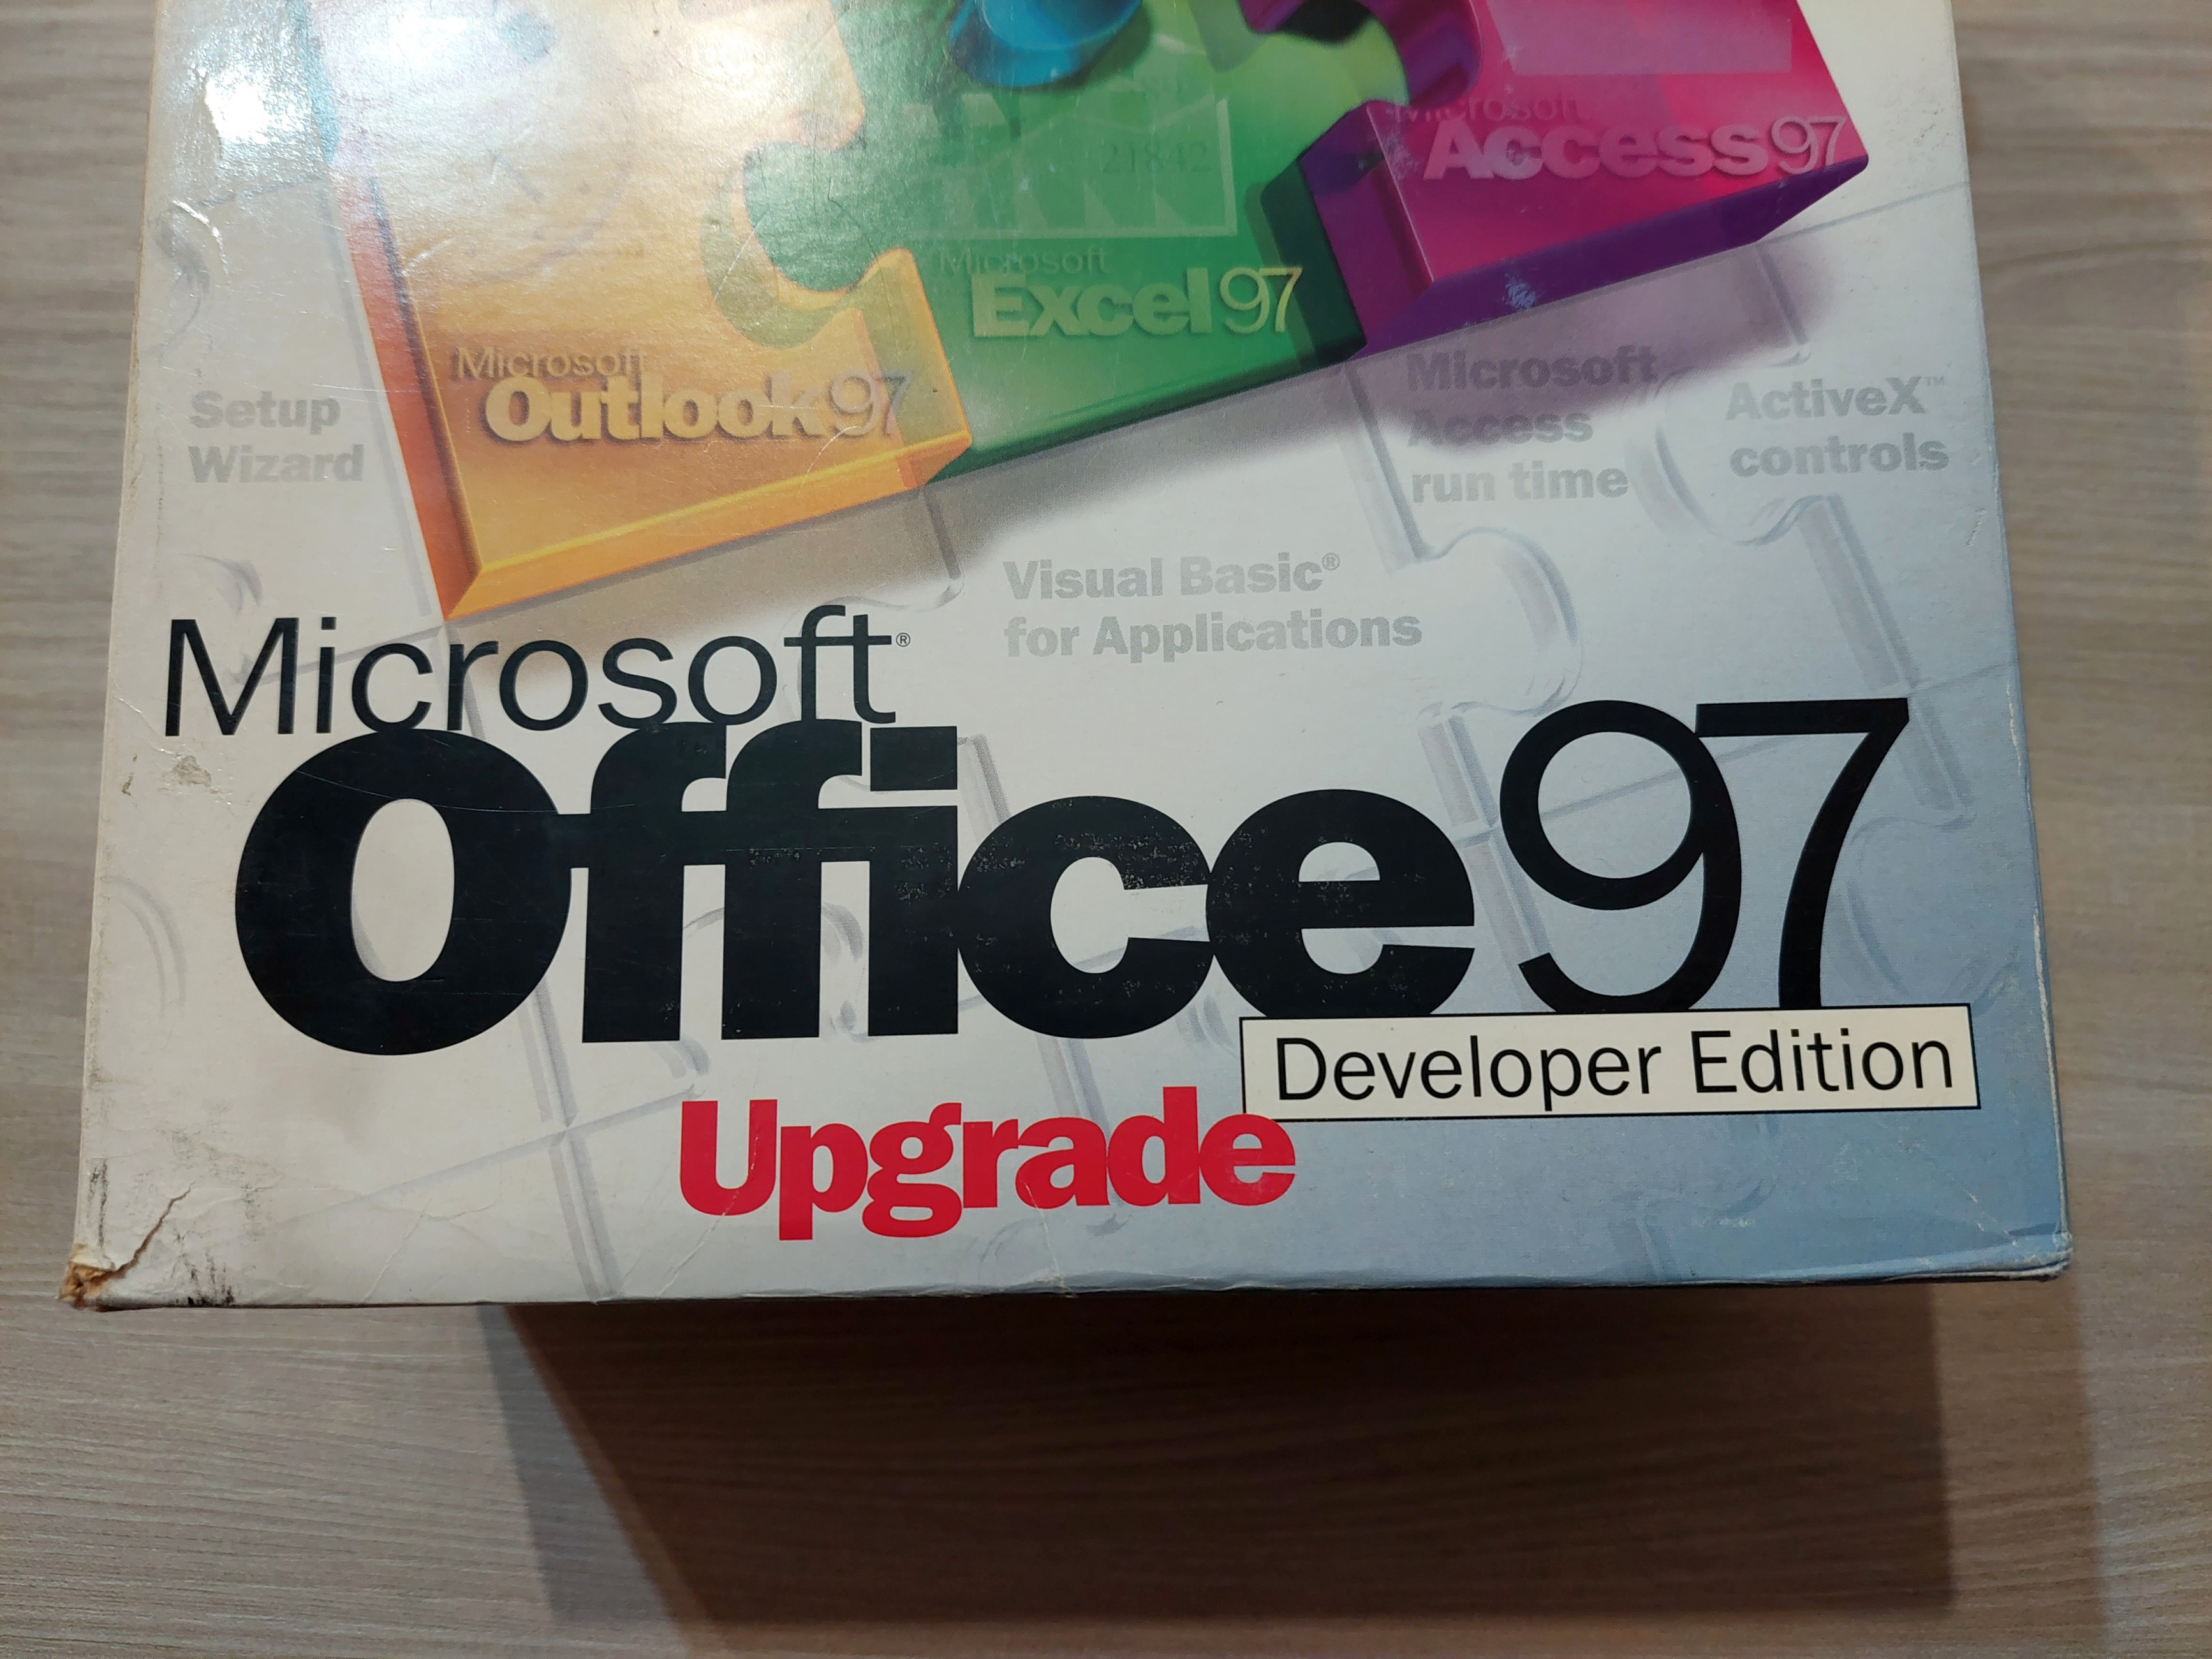 Microsoft
Access 97
21842
Microsoft
Excel 97
Microsoft
Outlook 97
Setup
Wizard
Microsoft
Access
run time
ActiveX™
controls
Visual Basic®
for Applications
Microsoft®
Office 97
Developer Edition
Upgrade